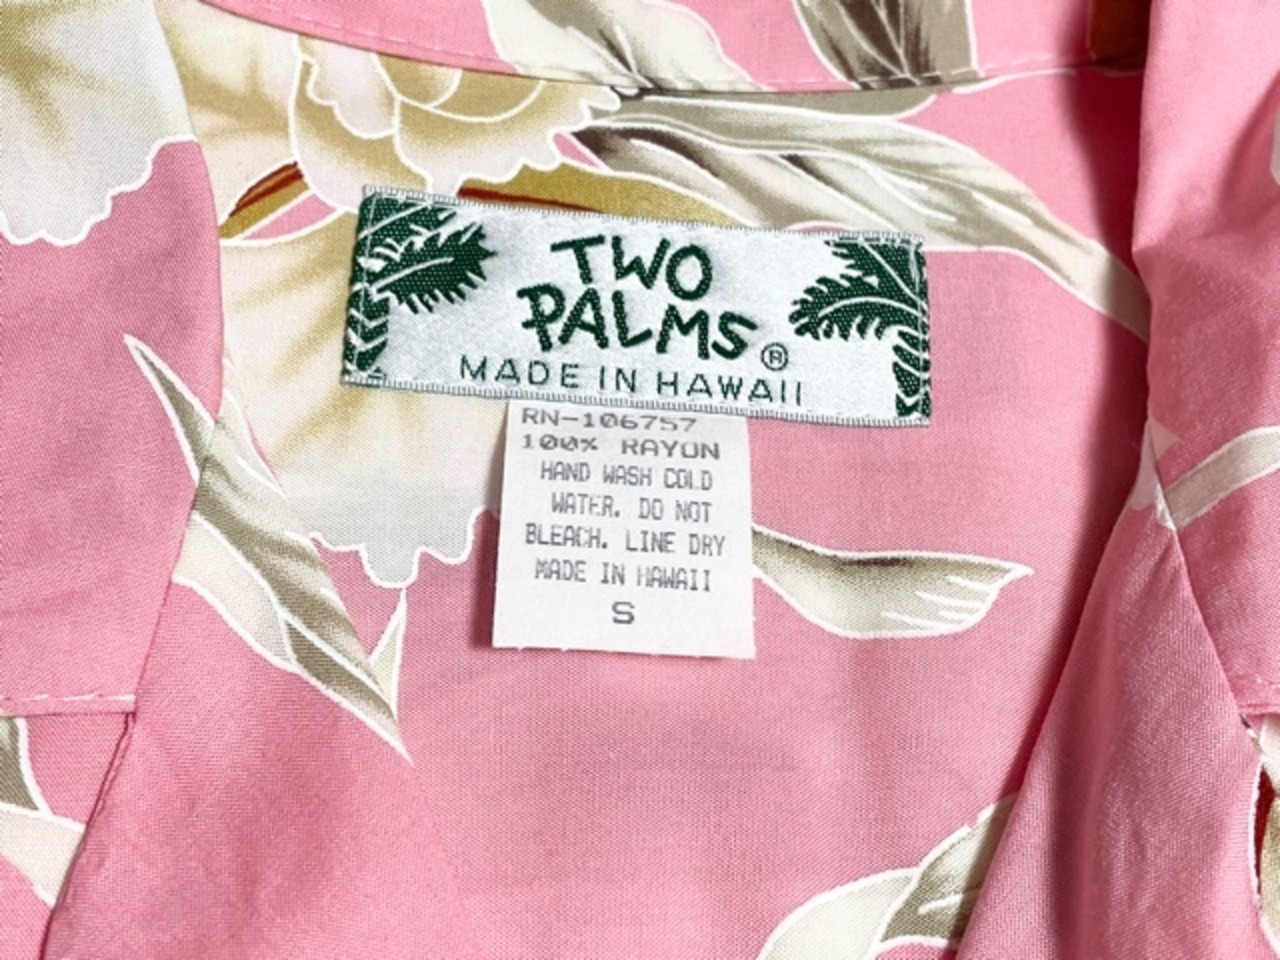 TWO
PALMS®
MADE IN HAWAII
RN-106757
100% RAYON
HAND WASH COLD
WATER. DO NOT
BLEACH. LINE DRY
MADE IN HAWAII
S